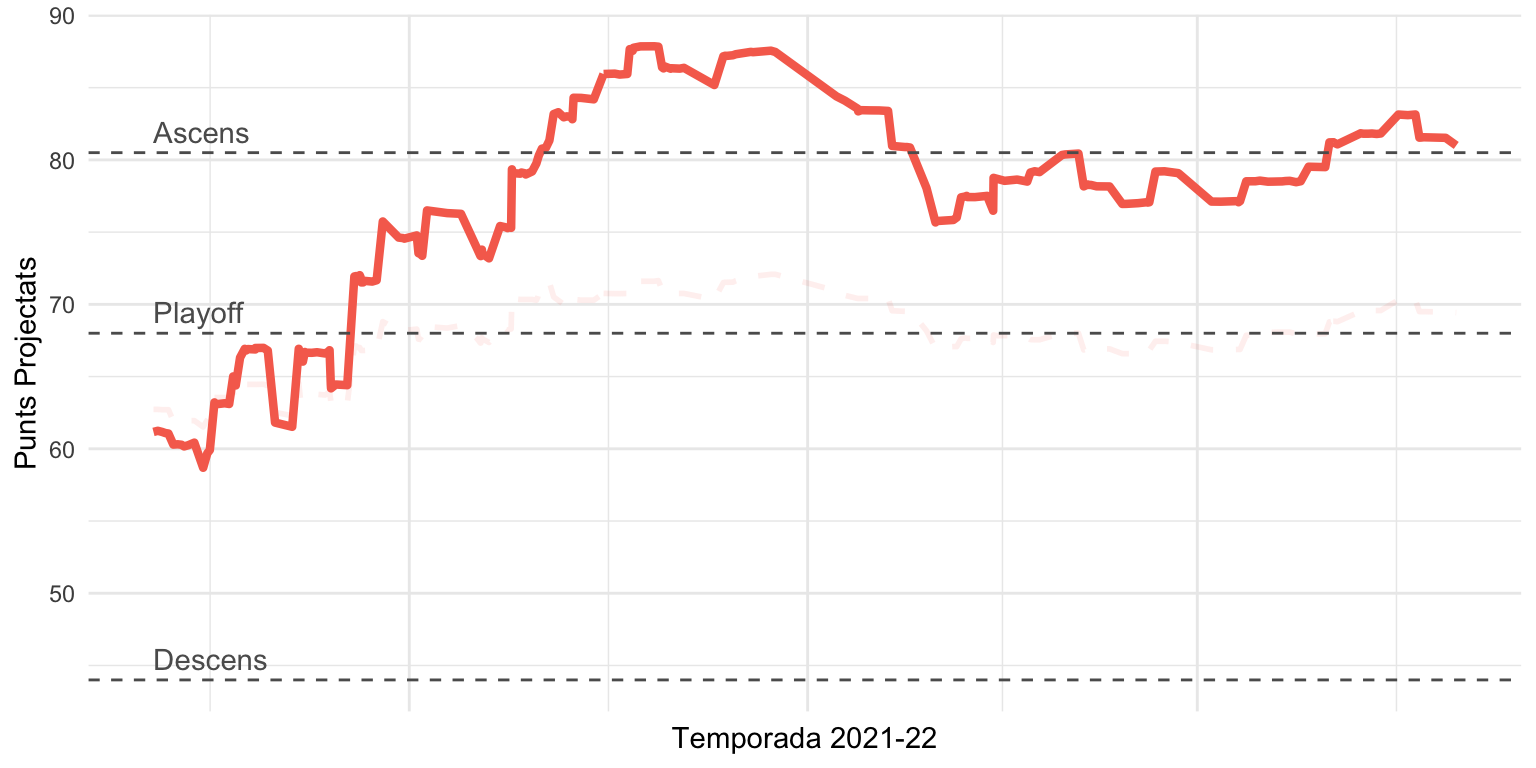 90
Ascens
80
70
Playoff
60
50
Descens
Punts Projectats
Temporada 2021-22